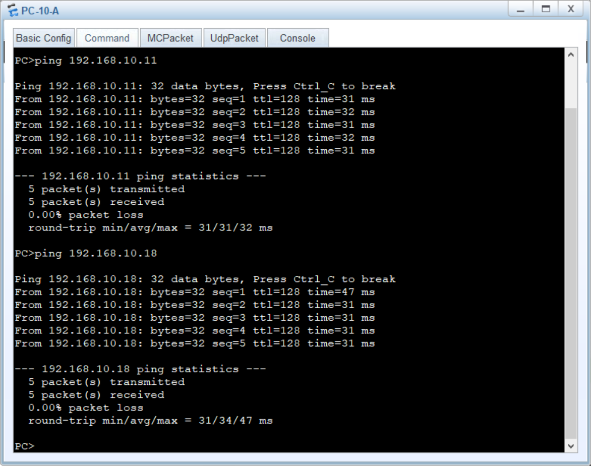 PC-10-A
Basic Config Command MCPacket UdpPacket Console
PC>ping 192.168.10.11
Ping 192.168.10.11: 32 data bytes, Press Ctrl_C to break
From 192.168.10.11: bytes=32 seq=1 ttl=128 time=31 ms
From 192.168.10.11: bytes=32 seq=2 ttl=128 time=32 ms
From 192.168.10.11: bytes=32 seq=3 ttl=128 time=31 ms
From 192.168.10.11: bytes=32 seq=4 ttl=128 time=32 ms
From 192.168.10.11: bytes=32 seq=5 ttl=128 time=31 ms
--- 192.168.10.11 ping statistics ---
5 packet(s) transmitted
5 packet(s) received
0.00% packet loss
round-trip min/avg/max = 31/31/32 ms
PC>ping 192.168.10.18
Ping 192.168.10.18: 32 data bytes, Press Ctrl_C to break
From 192.168.10.18: bytes=32 seq=1 ttl=128 time=47 ms
From 192.168.10.18: bytes=32 seq=2 ttl=128 time=31 ms
From 192.168.10.18: bytes=32 seq=3 ttl=128 time=31 ms
From 192.168.10.18: bytes=32 seq=4 ttl=128 time=31 ms
From 192.168.10.18: bytes=32 seq=5 ttl=128 time=31 ms
--- 192.168.10.18 ping statistics ---
5 packet(s) transmitted
5 packet(s) received
0.00% packet loss
round-trip min/avg/max = 31/34/47 ms
PC>